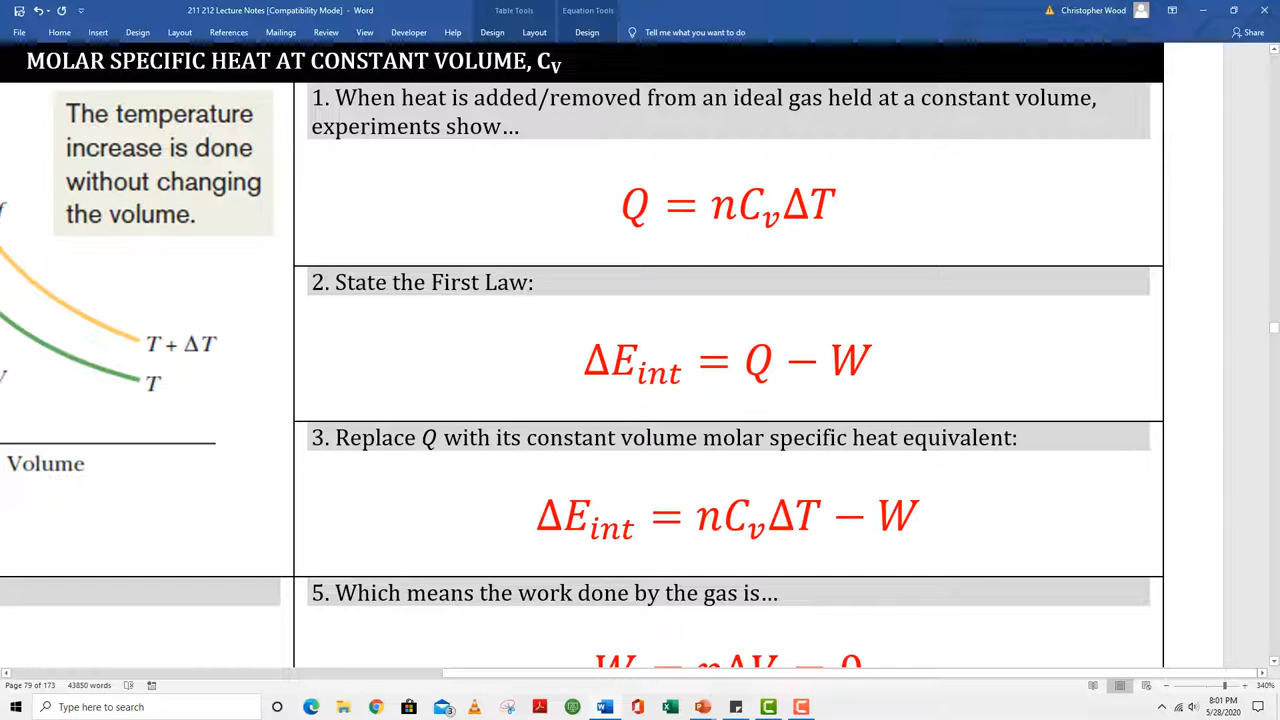 211 212 Lecture Notes [Compatibility Mode] - Word
Table Tools
Equation Tools
Christopher Wood
File Home Insert Design Layout References Mailings Review View Developer Help Design Layout Design Tell me what you want to do Share
MOLAR SPECIFIC HEAT AT CONSTANT VOLUME, Cᵥ
The temperature
increase is done
without changing
the volume.
f
T + ΔT
T
V
Volume
1. When heat is added/removed from an ideal gas held at a constant volume,
experiments show…
Q = nCᵥΔT
2. State the First Law:
ΔE_int = Q − W
3. Replace Q with its constant volume molar specific heat equivalent:
ΔE_int = nCᵥΔT − W
5. Which means the work done by the gas is…
W = pΔV = 0
Page 79 of 173 43850 words
340%
Type here to search
3
8:01 PM
5/28/2020